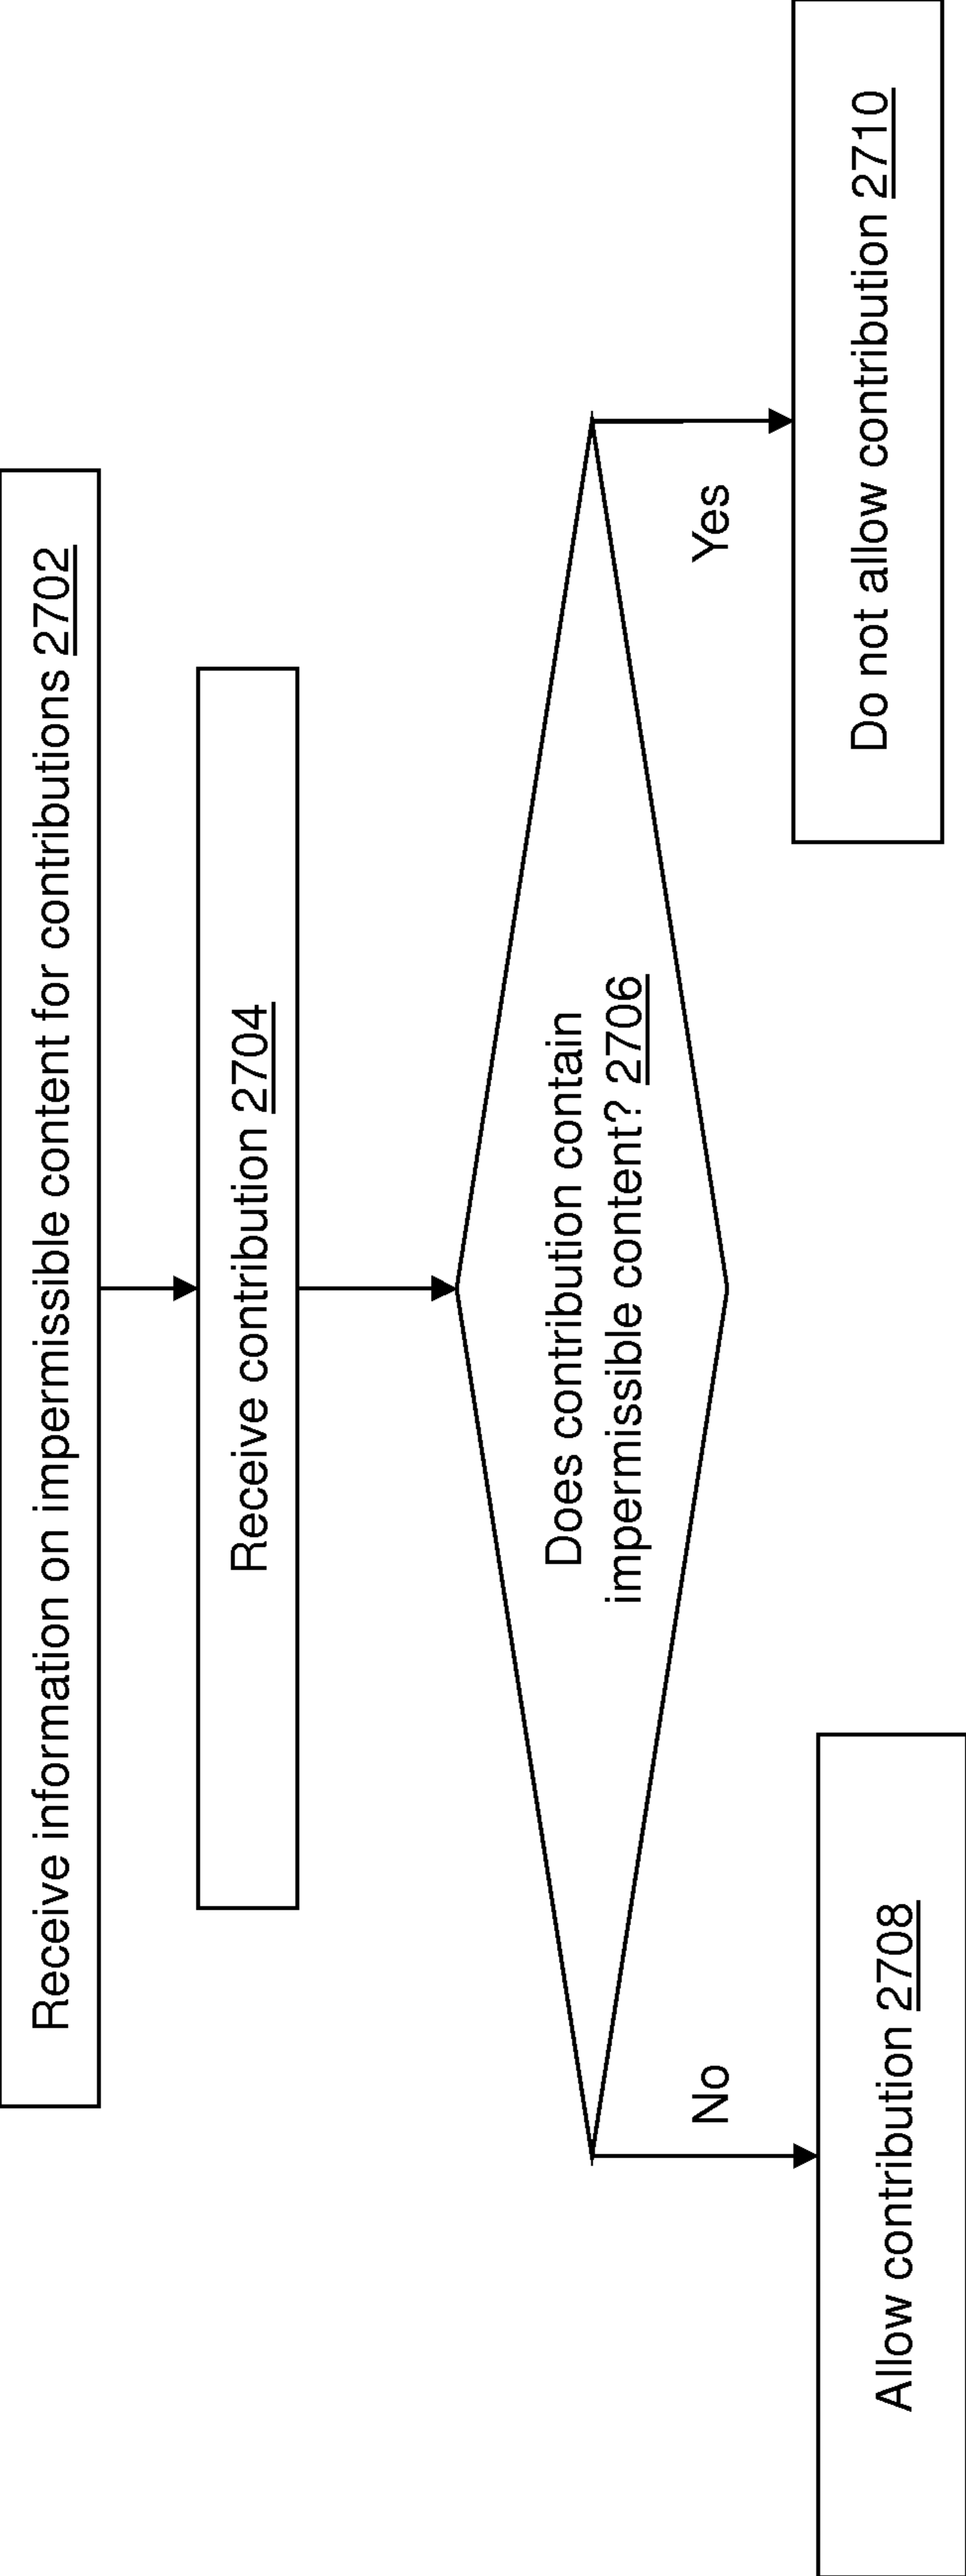 Receive information on impermissible content for contributions 2702
Receive contribution 2704
Does contribution contain
impermissible content? 2706
No
Yes
Allow contribution 2708
Do not allow contribution 2710